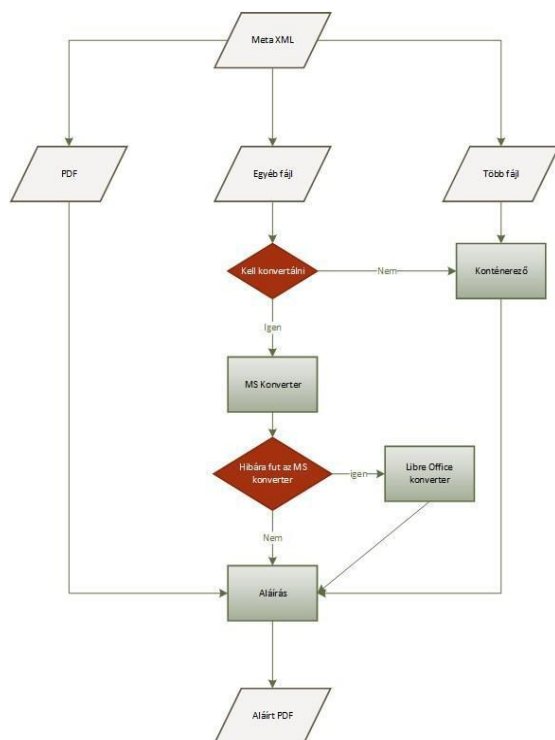 Meta XML
PDF
Egyéb fájl
Több fájl
Kell konvertálni
Nem
Konténerező
Igen
MS Konverter
Hibára fut az MS
konverter
igen
Libre Office
konverter
Nem
Aláírás
Aláírt PDF